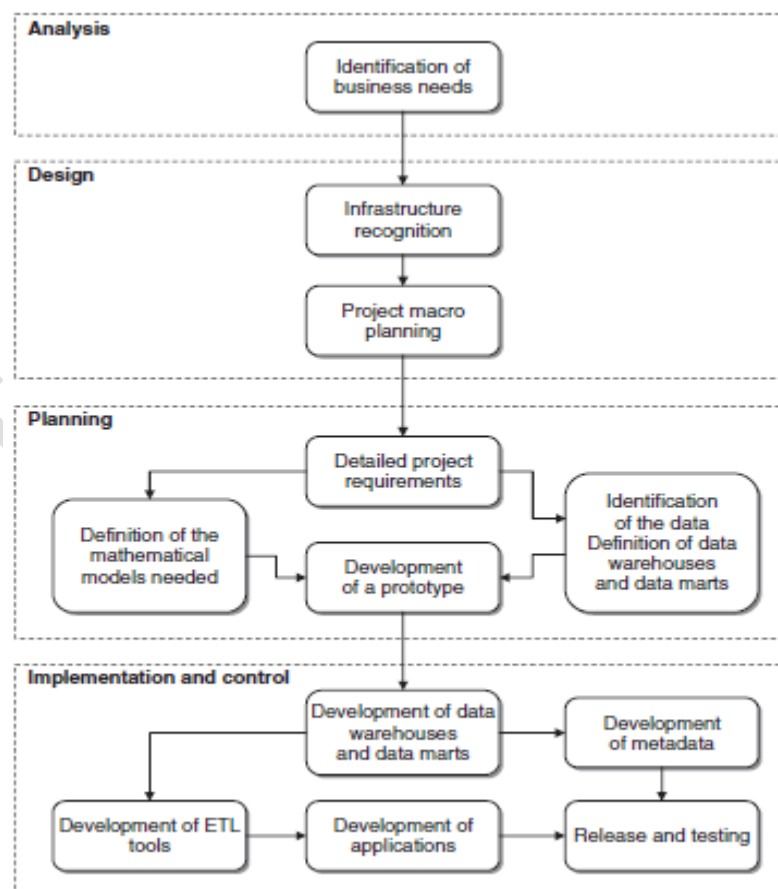 Analysis
Identification of
business needs
Design
Infrastructure
recognition
Project macro
planning
Planning
Detailed project
requirements
Definition of the
mathematical
models needed
Development
of a prototype
Identification
of the data
Definition of data
warehouses
and data marts
Implementation and control
Development of data
warehouses
and data marts
Development
of metadata
Development of ETL
tools
Development of
applications
Release and testing